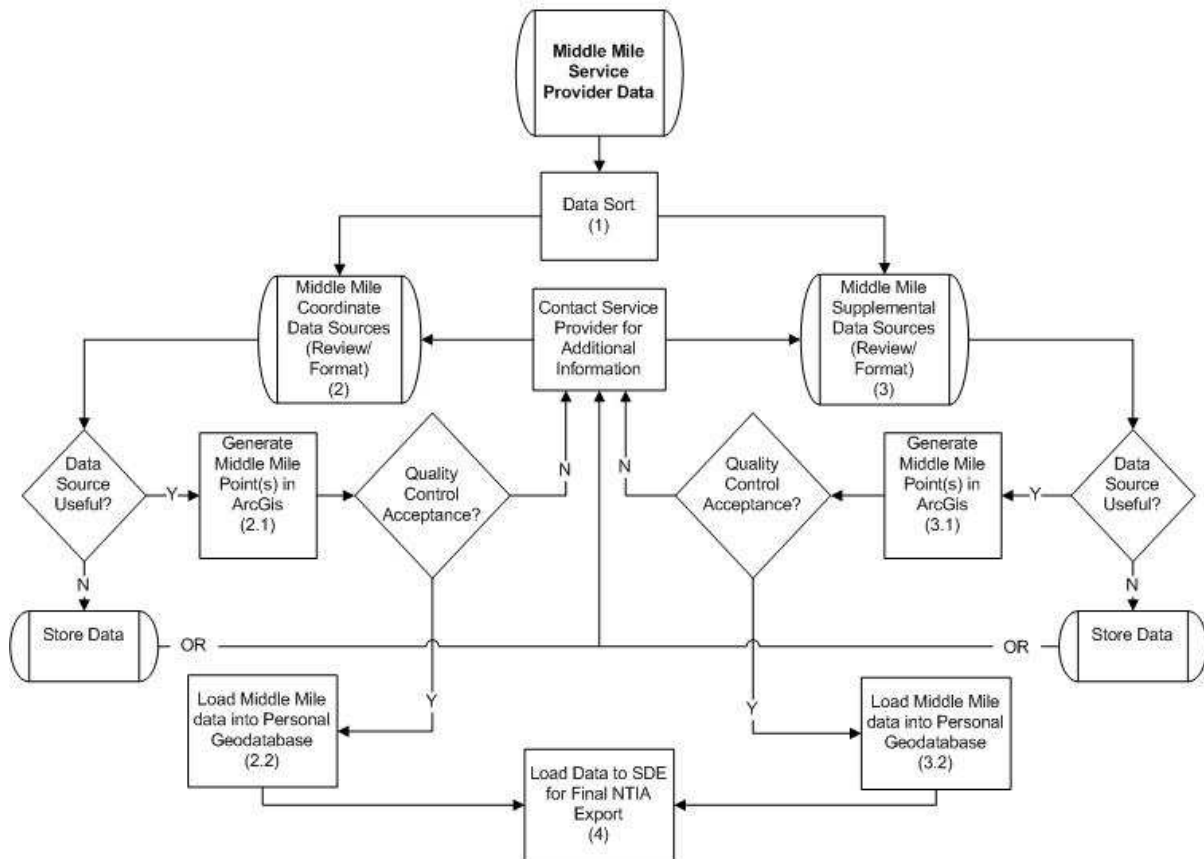 Middle Mile
Service
Provider Data
Data Sort
(1)
Middle Mile
Coordinate
Data Sources
(Review/
Format)
(2)
Contact Service
Provider for
Additional
Information
Middle Mile
Supplemental
Data Sources
(Review/
Format)
(3)
Data
Source
Useful?
Y
Generate
Middle Mile
Point(s) in
ArcGis
(2.1)
Quality
Control
Acceptance?
N
N
Quality
Control
Acceptance?
Generate
Middle Mile
Point(s) in
ArcGis
(3.1)
Y
Data
Source
Useful?
N
N
Store Data
OR
OR
Store Data
Y
Y
Load Middle Mile
data into Personal
Geodatabase
(2.2)
Load Middle Mile
data into Personal
Geodatabase
(3.2)
Load Data to SDE
for Final NTIA
Export
(4)